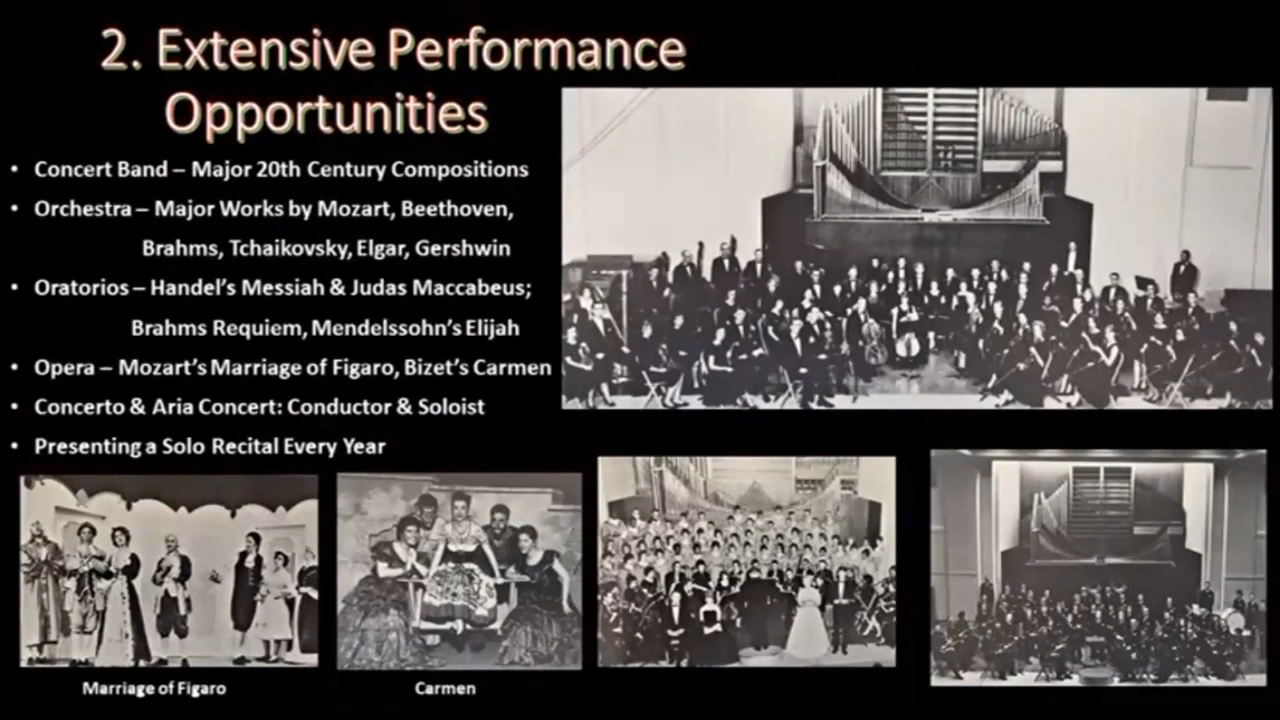 2. Extensive Performance
Opportunities
• Concert Band – Major 20th Century Compositions
• Orchestra – Major Works by Mozart, Beethoven,
Brahms, Tchaikovsky, Elgar, Gershwin
• Oratorios – Handel's Messiah & Judas Maccabeus;
Brahms Requiem, Mendelssohn's Elijah
• Opera – Mozart's Marriage of Figaro, Bizet's Carmen
• Concerto & Aria Concert: Conductor & Soloist
• Presenting a Solo Recital Every Year
Marriage of Figaro
Carmen